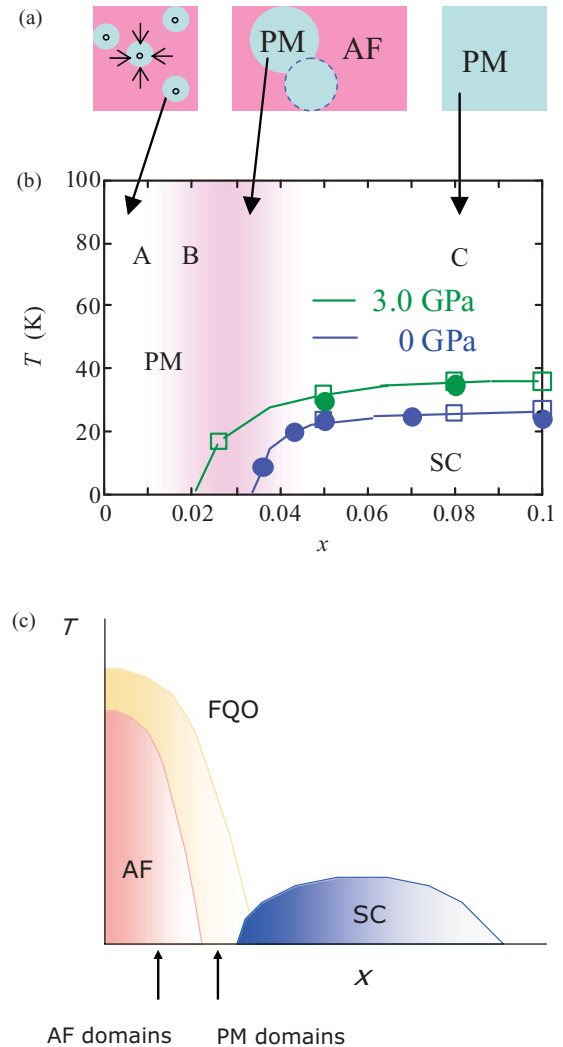 (a)
PM AF PM
(b)
100
80
60
40
20
0
T (K)
A B C
3.0 GPa
0 GPa
PM
SC
0 0.02 0.04 0.06 0.08 0.1
x
(c)
T
FQO
AF
SC
x
AF domains PM domains